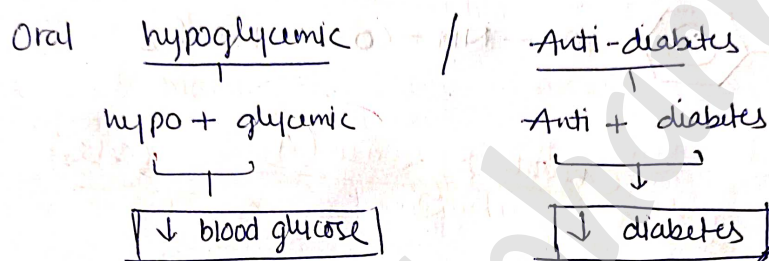 Oral hypoglycemic / Anti-diabetes
hypo + glycemic Anti + diabetes
↓ blood glucose ↓ diabetes